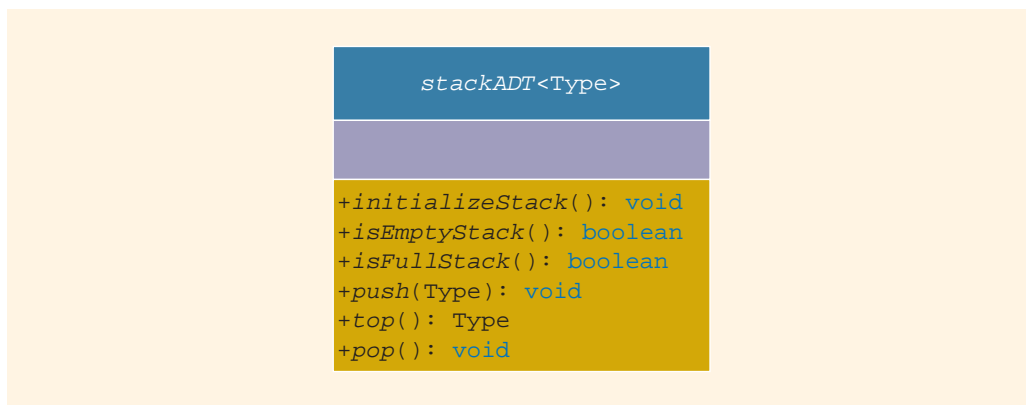 stackADT<Type>
+initializeStack(): void
+isEmptyStack(): boolean
+isFullStack(): boolean
+push(Type): void
+top(): Type
+pop(): void